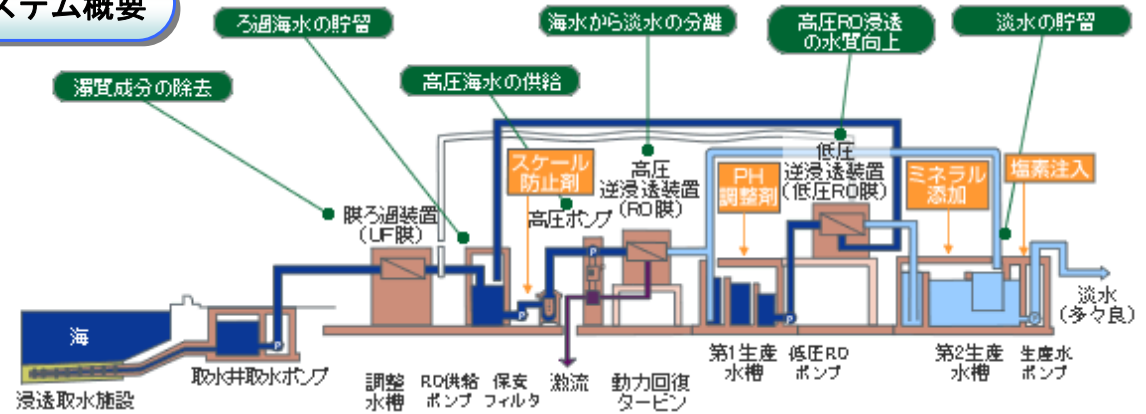 ステム概要
ろ過海水の貯留
海水から淡水の分離
高圧RO浸透
の水質向上
淡水の貯留
濁質成分の除去
高圧海水の供給
スケール
防止剤
高圧
逆浸透装置
(RO膜)
低圧
逆浸透装置
(低圧RO膜)
PH
調整剤
ミネラル
添加
塩素注入
膜ろ過装置
(UF膜)
高圧ポンプ
P
P
P
P
P
海
淡水
(多々良)
取水井取水ポンプ
浸透取水施設
調整
水槽
RO供給
ポンプ
保安
フィルタ
激流
動力回復
タービン
第1生産
水槽
低圧RO
ポンプ
第2生産
水槽
生産水
ポンプ